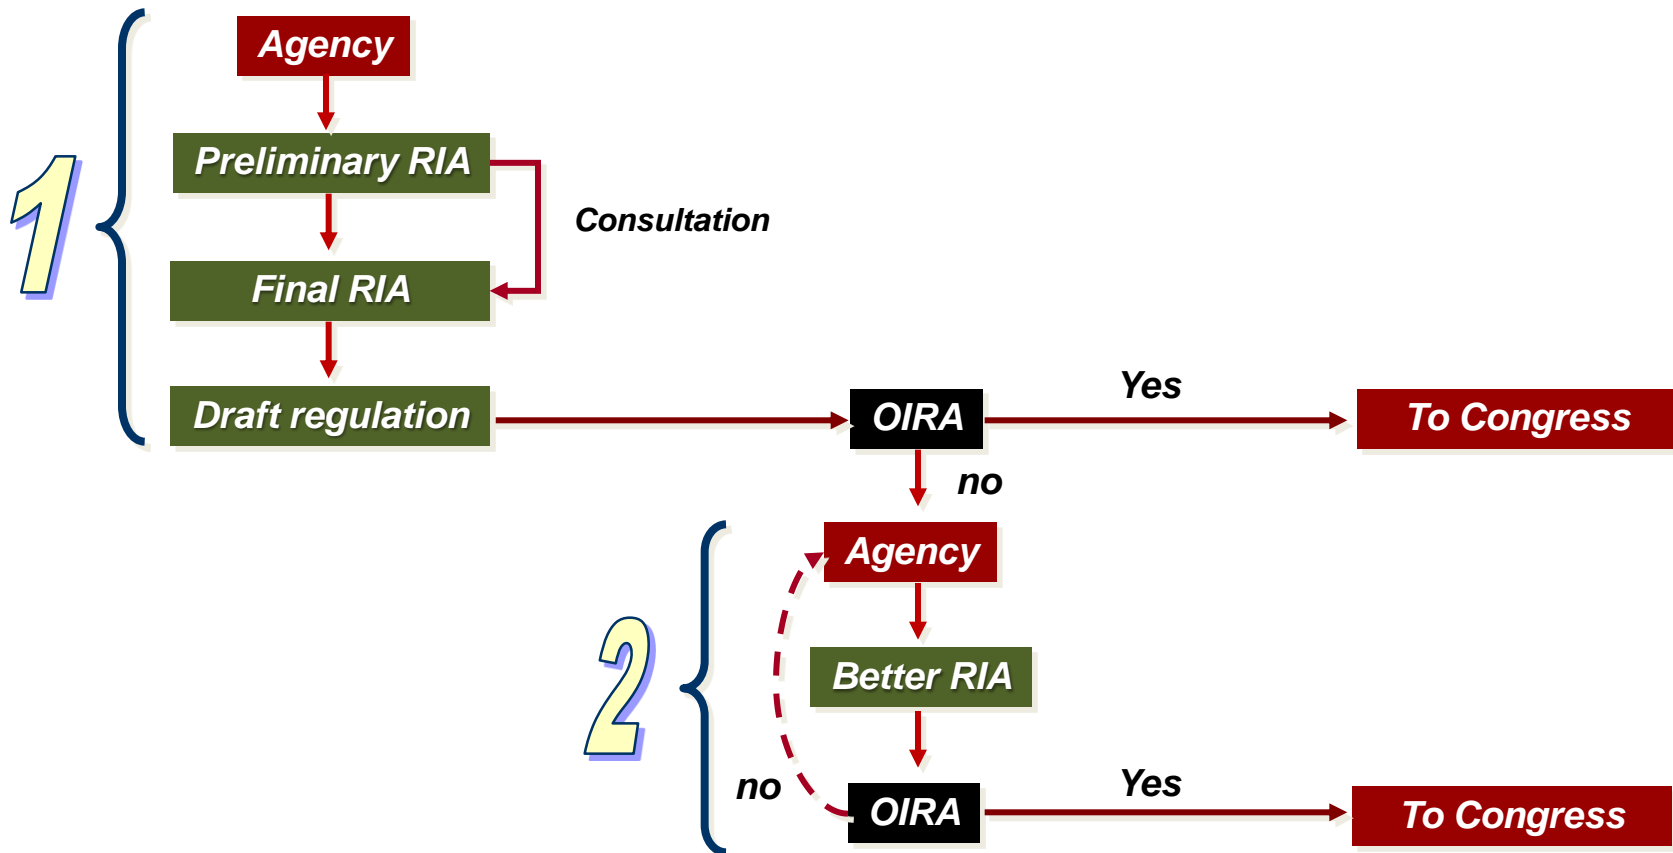 1
Agency
Preliminary RIA
Consultation
Final RIA
Draft regulation
OIRA
Yes
To Congress
no
2
Agency
Better RIA
no
OIRA
Yes
To Congress